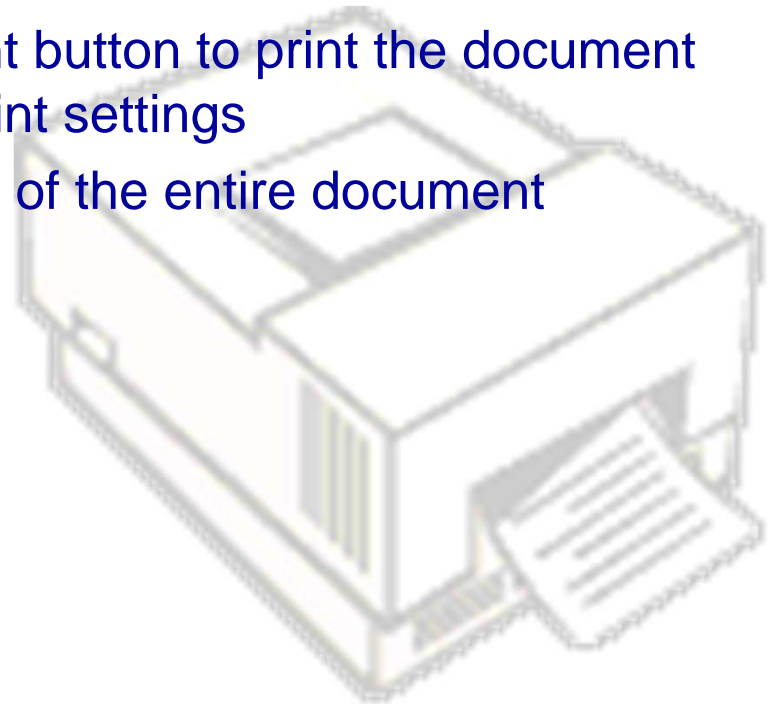 t button to print the document
int settings
of the entire document